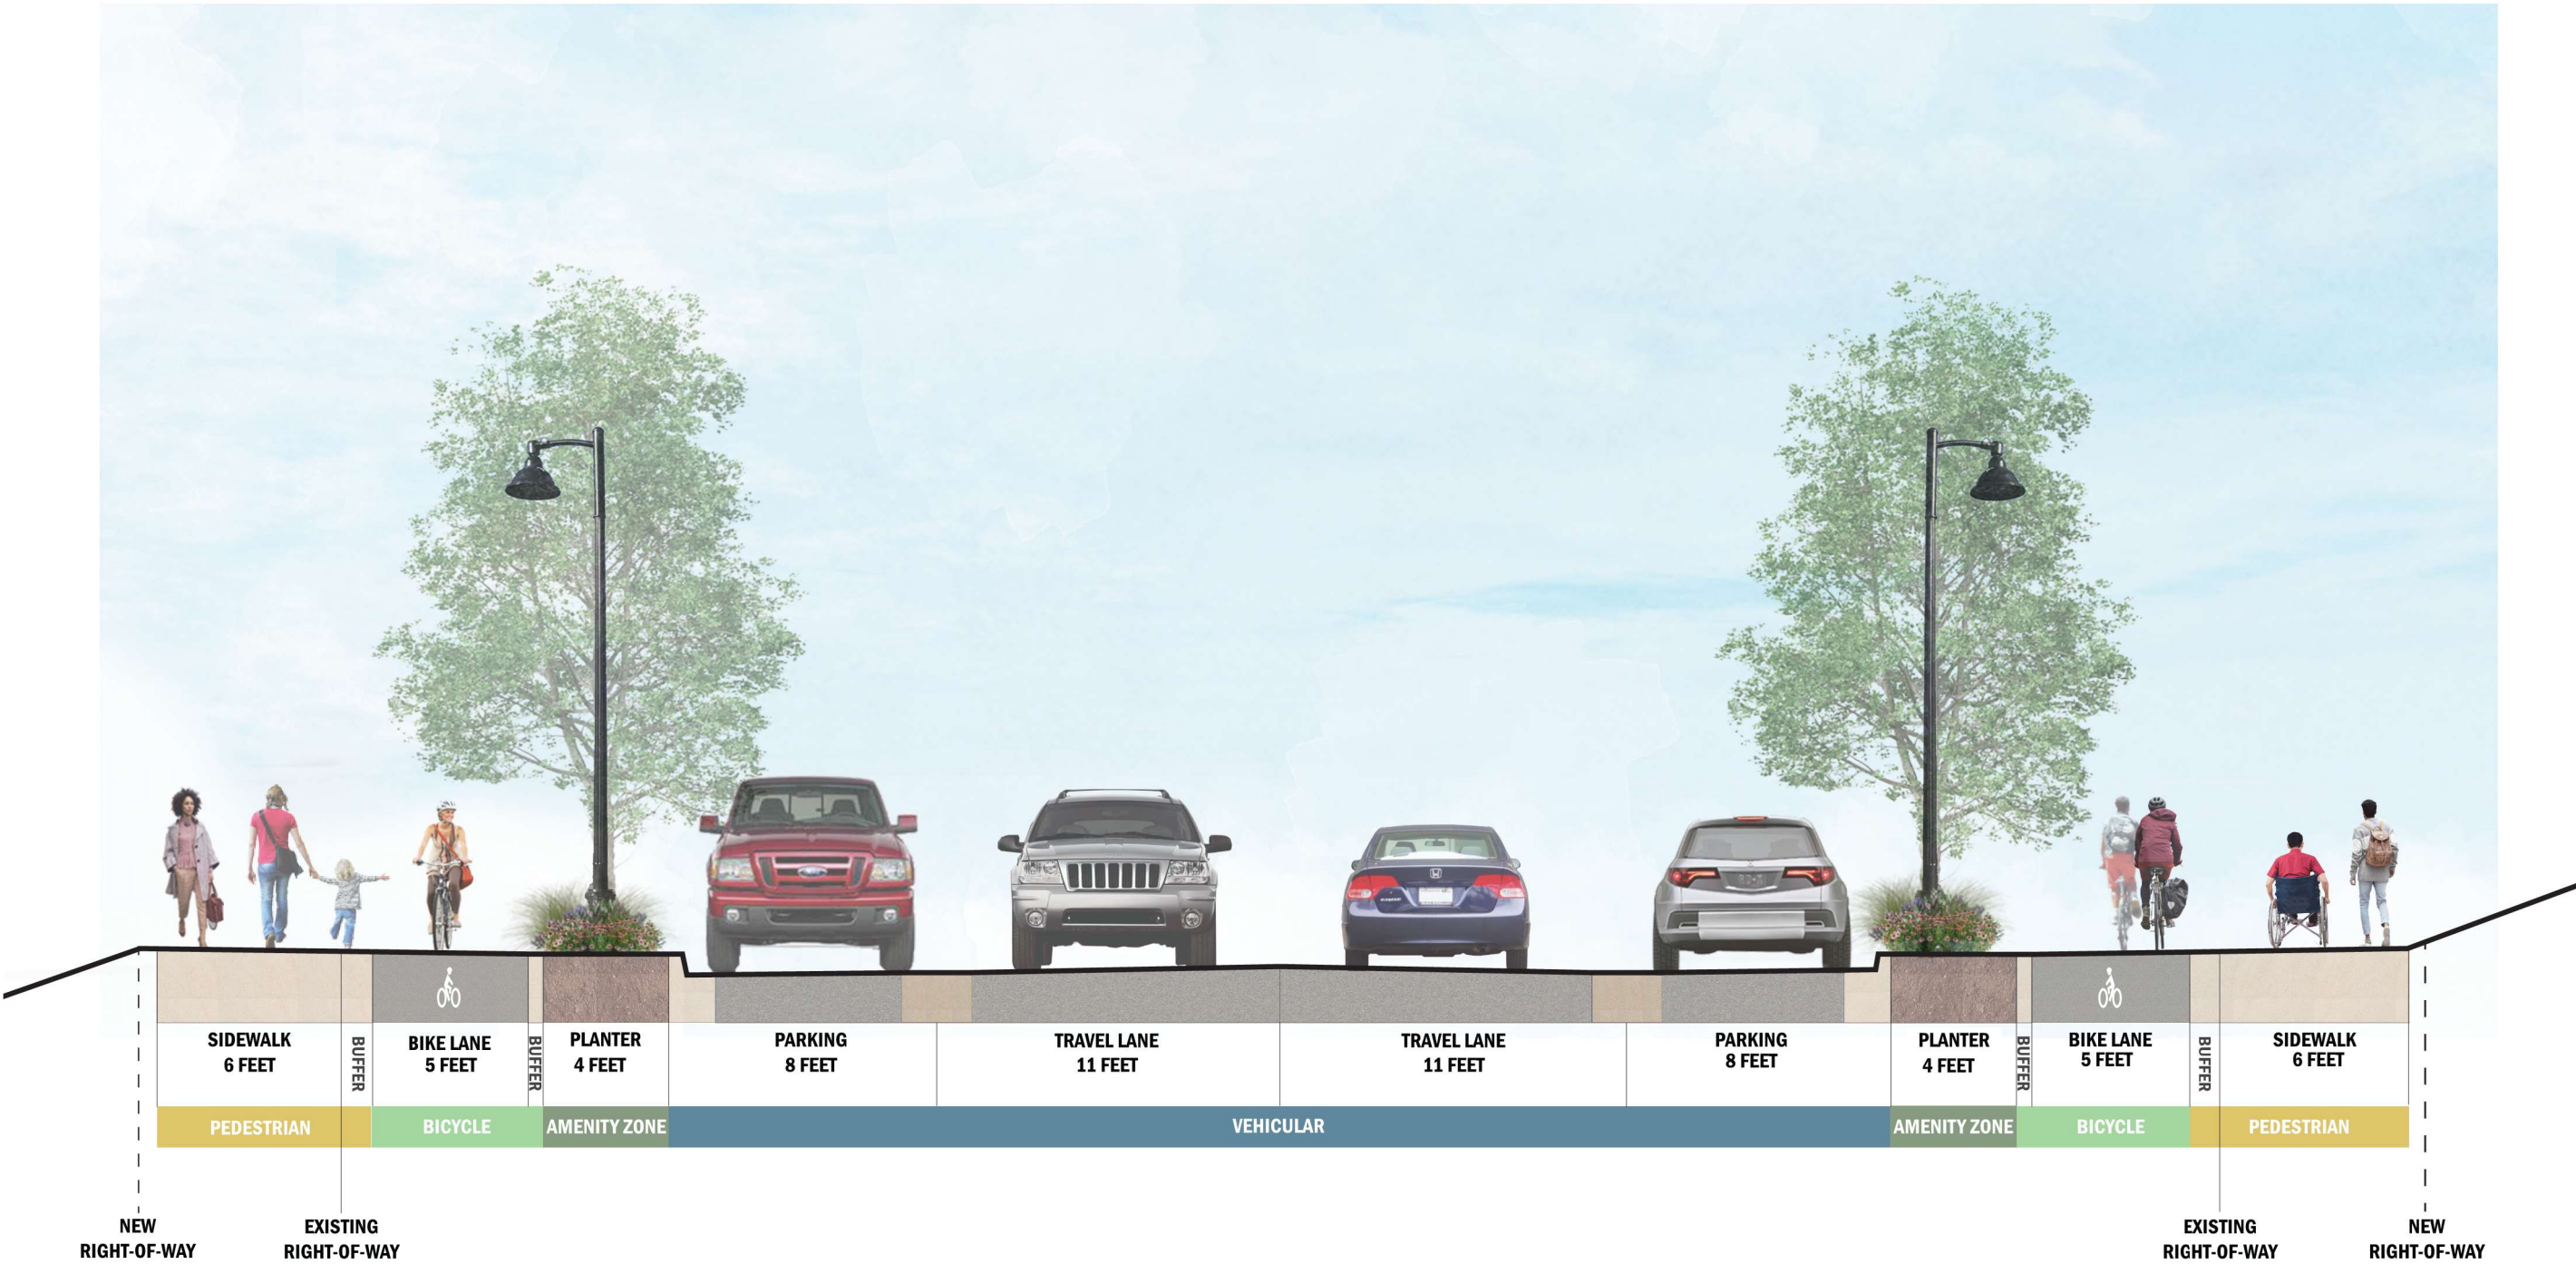 SIDEWALK
6 FEET
BUFFER
BIKE LANE
5 FEET
BUFFER
PLANTER
4 FEET
PARKING
8 FEET
TRAVEL LANE
11 FEET
TRAVEL LANE
11 FEET
PARKING
8 FEET
PLANTER
4 FEET
BUFFER
BIKE LANE
5 FEET
BUFFER
SIDEWALK
6 FEET
PEDESTRIAN
BICYCLE
AMENITY ZONE
VEHICULAR
AMENITY ZONE
BICYCLE
PEDESTRIAN
NEW
RIGHT-OF-WAY
EXISTING
RIGHT-OF-WAY
EXISTING
RIGHT-OF-WAY
NEW
RIGHT-OF-WAY